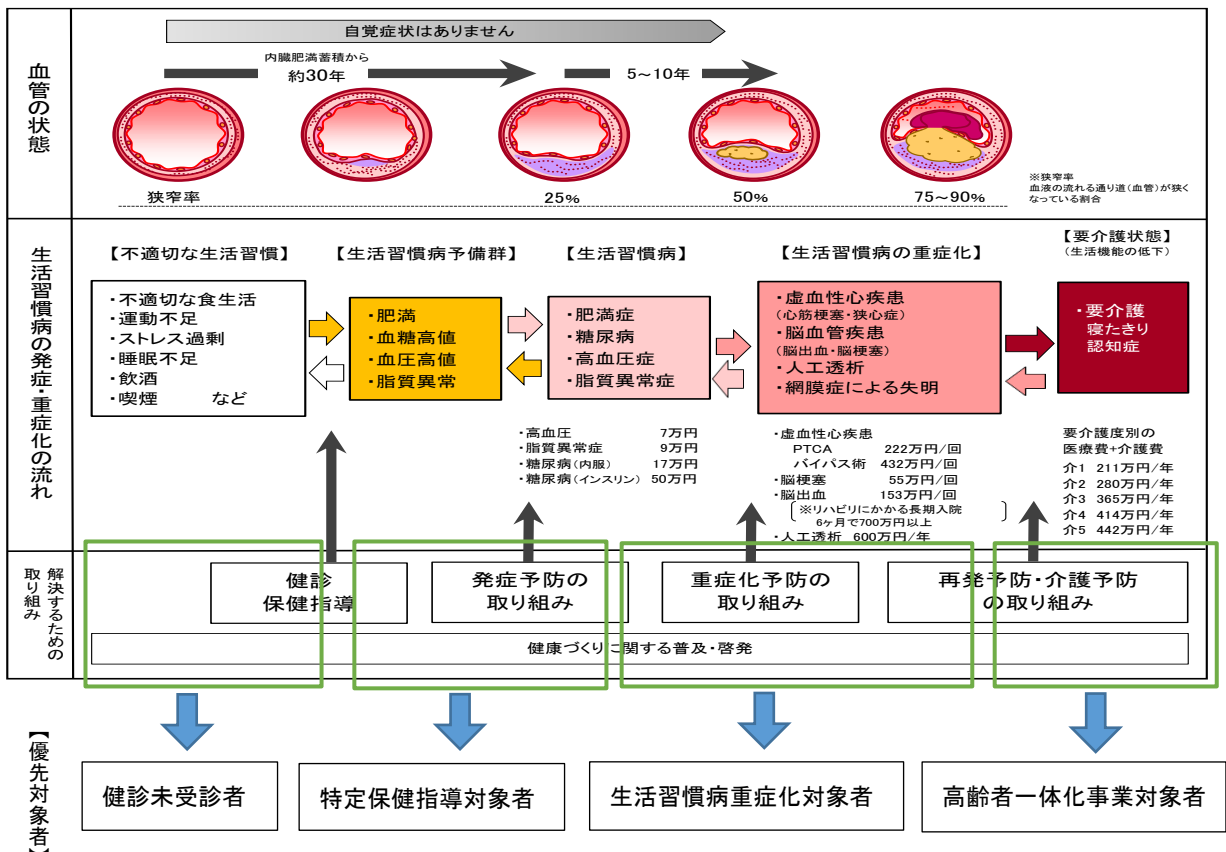 血管の状態
自覚症状はありません
内臓肥満蓄積から
約30年
5~10年
狭窄率
25%
50%
75~90%
※狭窄率
血液の流れる通り道(血管)が狭く
なっている割合
生活習慣病の発症・重症化の流れ
【不適切な生活習慣】
・不適切な食生活
・運動不足
・ストレス過剰
・睡眠不足
・飲酒
・喫煙 など
【生活習慣病予備群】
・肥満
・血糖高値
・血圧高値
・脂質異常
【生活習慣病】
・肥満症
・糖尿病
・高血圧症
・脂質異常症
・高血圧 7万円
・脂質異常症 9万円
・糖尿病(内服) 17万円
・糖尿病(インスリン) 50万円
【生活習慣病の重症化】
・虚血性心疾患
(心筋梗塞・狭心症)
・脳血管疾患
(脳出血・脳梗塞)
・人工透析
・網膜症による失明
・虚血性心疾患
PTCA 222万円/回
バイパス術 432万円/回
・脳梗塞 55万円/回
・脳出血 153万円/回
※リハビリにかかる長期入院
6ヶ月で700万円以上
・人工透析 600万円/年
【要介護状態】
(生活機能の低下)
・要介護
寝たきり
認知症
要介護度別の
医療費+介護費
介1 211万円/年
介2 280万円/年
介3 365万円/年
介4 414万円/年
介5 442万円/年
解決するための
取り組み
健診
保健指導
発症予防の
取り組み
重症化予防の
取り組み
再発予防・介護予防
の取り組み
健康づくりに関する普及・啓発
【優先対象者】
健診未受診者
特定保健指導対象者
生活習慣病重症化対象者
高齢者一体化事業対象者